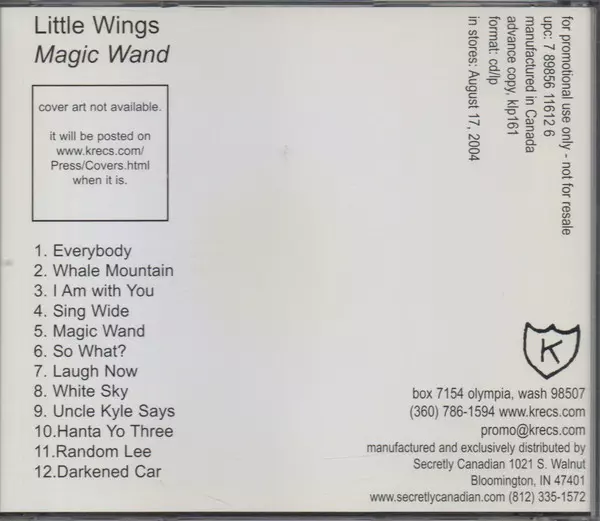 Little Wings
Magic Wand
cover art not available.
it will be posted on
www.krecs.com/
Press/Covers.html
when it is.
for promotional use only - not for resale
upc: 7 89856 11612 6
manufactured in Canada
advance copy, klp161
format: cd/lp
in stores: August 17, 2004
1. Everybody
2. Whale Mountain
3. I Am with You
4. Sing Wide
5. Magic Wand
6. So What?
7. Laugh Now
8. White Sky
9. Uncle Kyle Says
10.Hanta Yo Three
11.Random Lee
12.Darkened Car
K
box 7154 olympia, wash 98507
(360) 786-1594 www.krecs.com
promo@krecs.com
manufactured and exclusively distributed by
Secretly Canadian 1021 S. Walnut
Bloomington, IN 47401
www.secretlycanadian.com (812) 335-1572